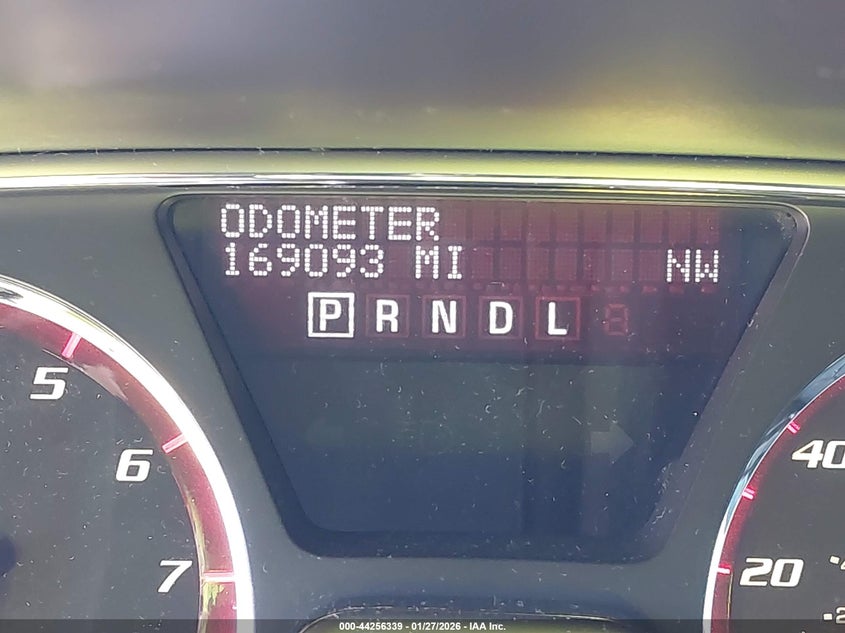 ODOMETER
169093 MI NW
P R N D L
5
6
7
40
20
000-44256339 - 01/27/2026 - IAA Inc.